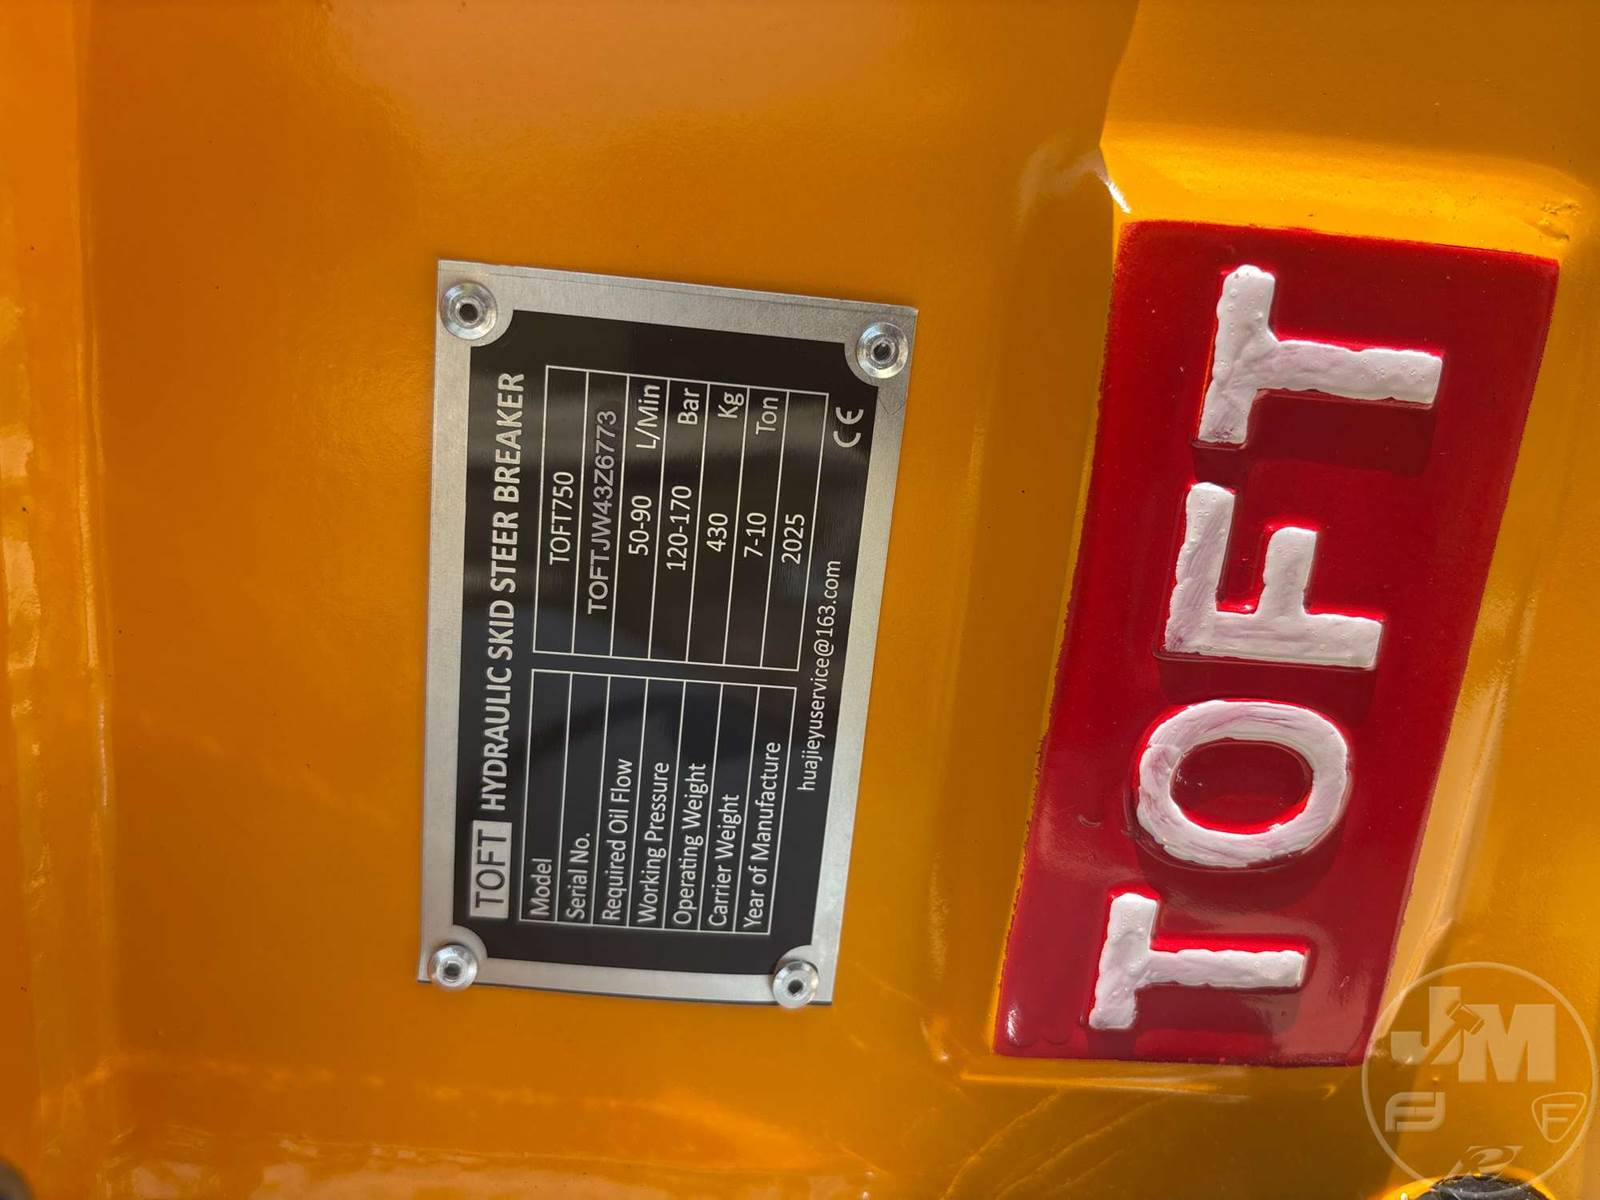 TOFT HYDRAULIC SKID STEER BREAKER
Model TOFT750
Serial No. TOFTJW43Z6773
Required Oil Flow 50-90 L/Min
Working Pressure 120-170 Bar
Operating Weight 430 Kg
Carrier Weight 7-10 Ton
Year of Manufacture 2025
huajieyuservice@163.com CE
TOFT
JM